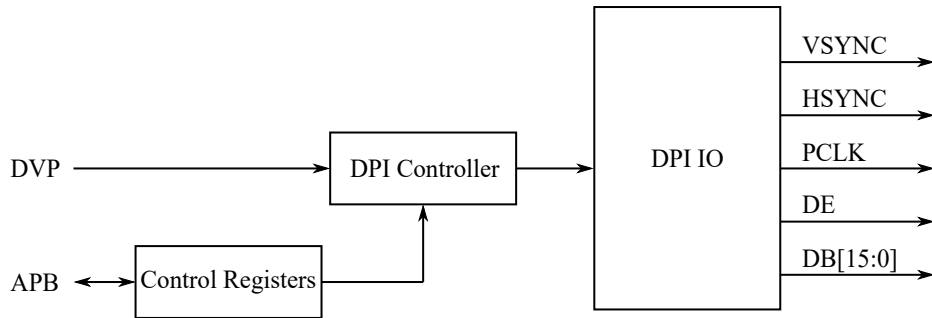 VSYNC
HSYNC
DVP
DPI Controller
DPI IO
PCLK
DE
APB
Control Registers
DB[15:0]